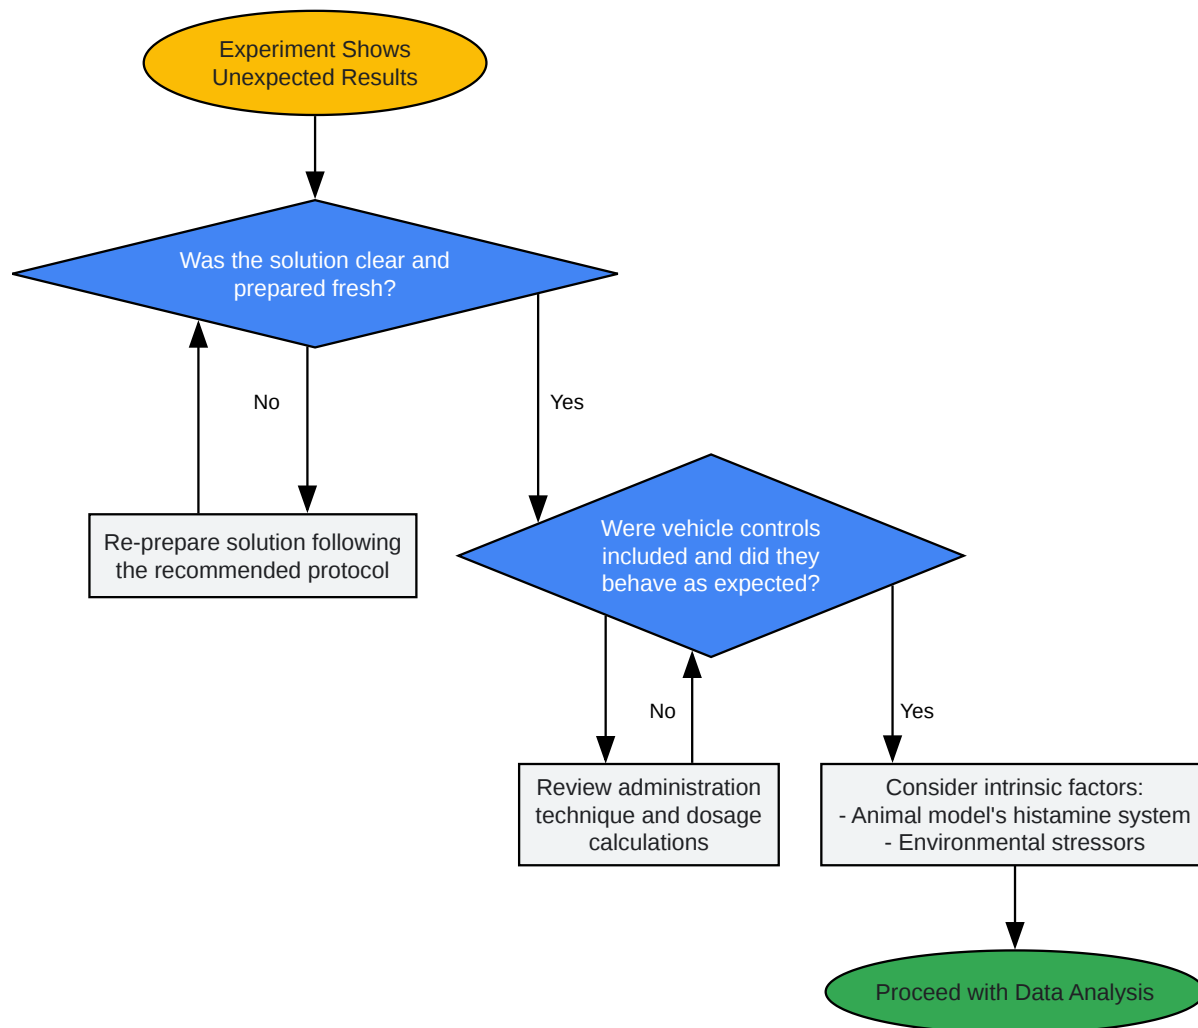 Experiment Shows
Unexpected Results
Was the solution clear and
prepared fresh?
No
Yes
Re-prepare solution following
the recommended protocol
Were vehicle controls
included and did they
behave as expected?
No
Yes
Review administration
technique and dosage
calculations
Consider intrinsic factors:
- Animal model's histamine system
- Environmental stressors
Proceed with Data Analysis